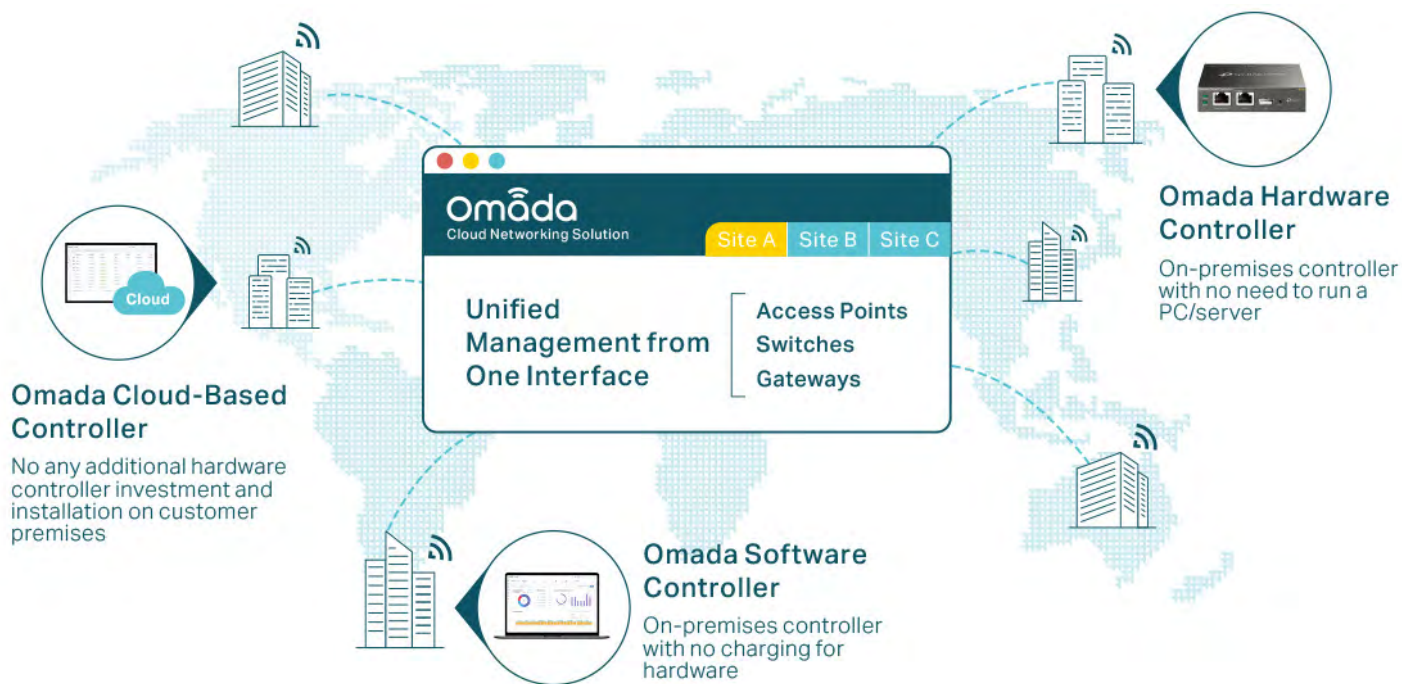 Omada
Cloud Networking Solution
Site A
Site B
Site C
Unified
Management from
One Interface
Access Points
Switches
Gateways
Cloud
Omada Cloud-Based
Controller
No any additional hardware
controller investment and
installation on customer
premises
Omada Hardware
Controller
On-premises controller
with no need to run a
PC/server
Omada Software
Controller
On-premises controller
with no charging for
hardware